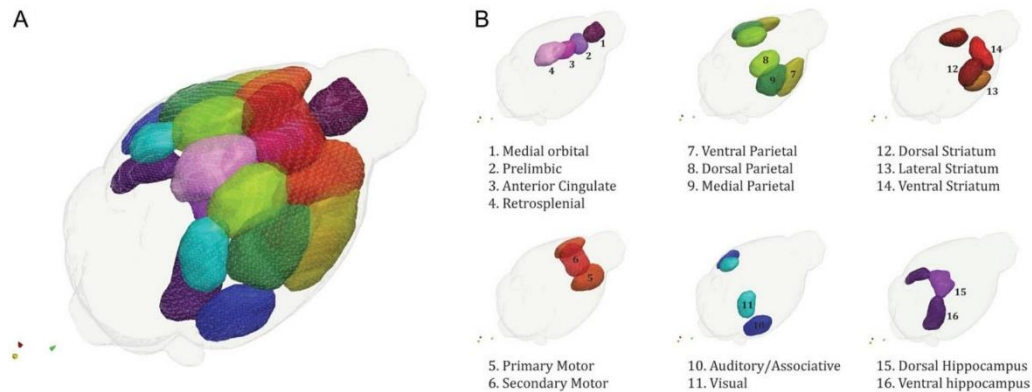 A
B
1
2
3
4
8
9
7
14
12
13
1. Medial orbital
2. Prelimbic
3. Anterior Cingulate
4. Retrosplenial
7. Ventral Parietal
8. Dorsal Parietal
9. Medial Parietal
12. Dorsal Striatum
13. Lateral Striatum
14. Ventral Striatum
6
5
11
10
15
16
5. Primary Motor
6. Secondary Motor
10. Auditory/Associative
11. Visual
15. Dorsal Hippocampus
16. Ventral hippocampus